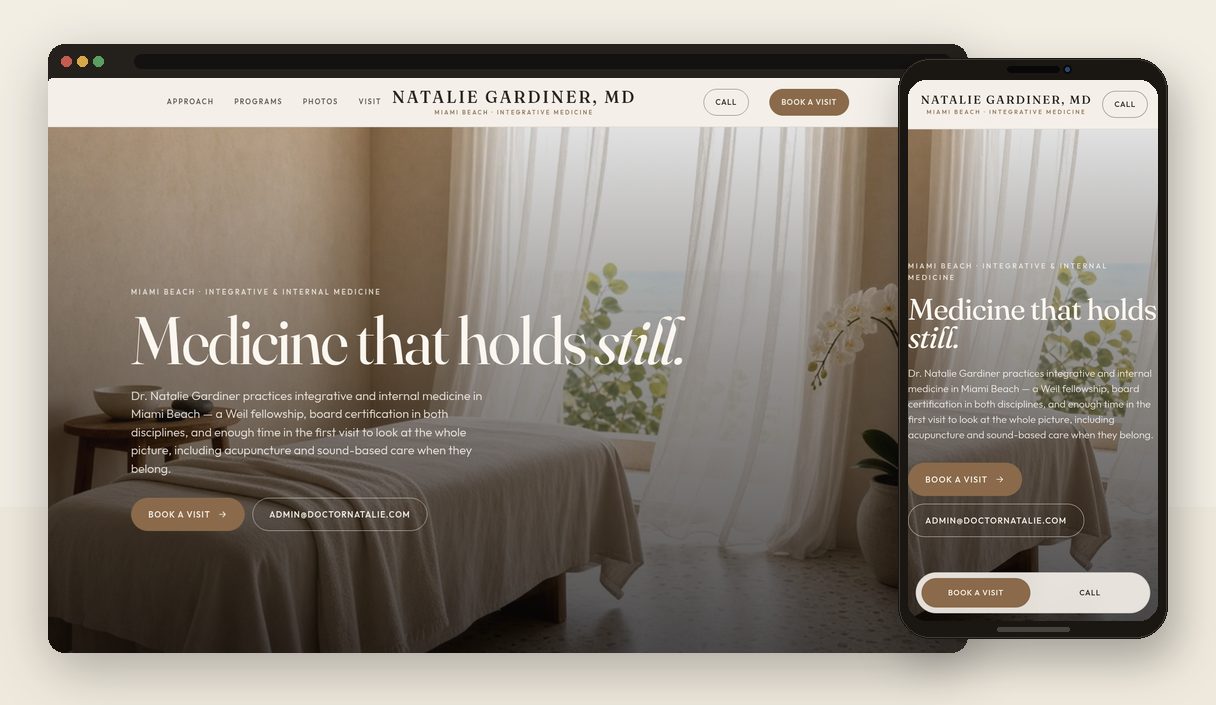 APPROACH PROGRAMS PHOTOS VISIT
NATALIE GARDINER, MD
MIAMI BEACH · INTEGRATIVE MEDICINE
CALL
BOOK A VISIT
MIAMI BEACH · INTEGRATIVE & INTERNAL MEDICINE
Medicine that holds still.
Dr. Natalie Gardiner practices integrative and internal medicine in
Miami Beach — a Weil fellowship, board certification in both
disciplines, and enough time in the first visit to look at the whole
picture, including acupuncture and sound-based care when they
belong.
BOOK A VISIT →
ADMIN@DOCTORNATALIE.COM
NATALIE GARDINER, MD
MIAMI BEACH · INTEGRATIVE MEDICINE
CALL
MIAMI BEACH · INTEGRATIVE & INTERNAL
MEDICINE
Medicine that holds
still.
Dr. Natalie Gardiner practices integrative and internal
medicine in Miami Beach — a Weil fellowship, board
certification in both disciplines, and enough time in the
first visit to look at the whole picture, including
acupuncture and sound-based care when they belong.
BOOK A VISIT →
ADMIN@DOCTORNATALIE.COM
BOOK A VISIT
CALL